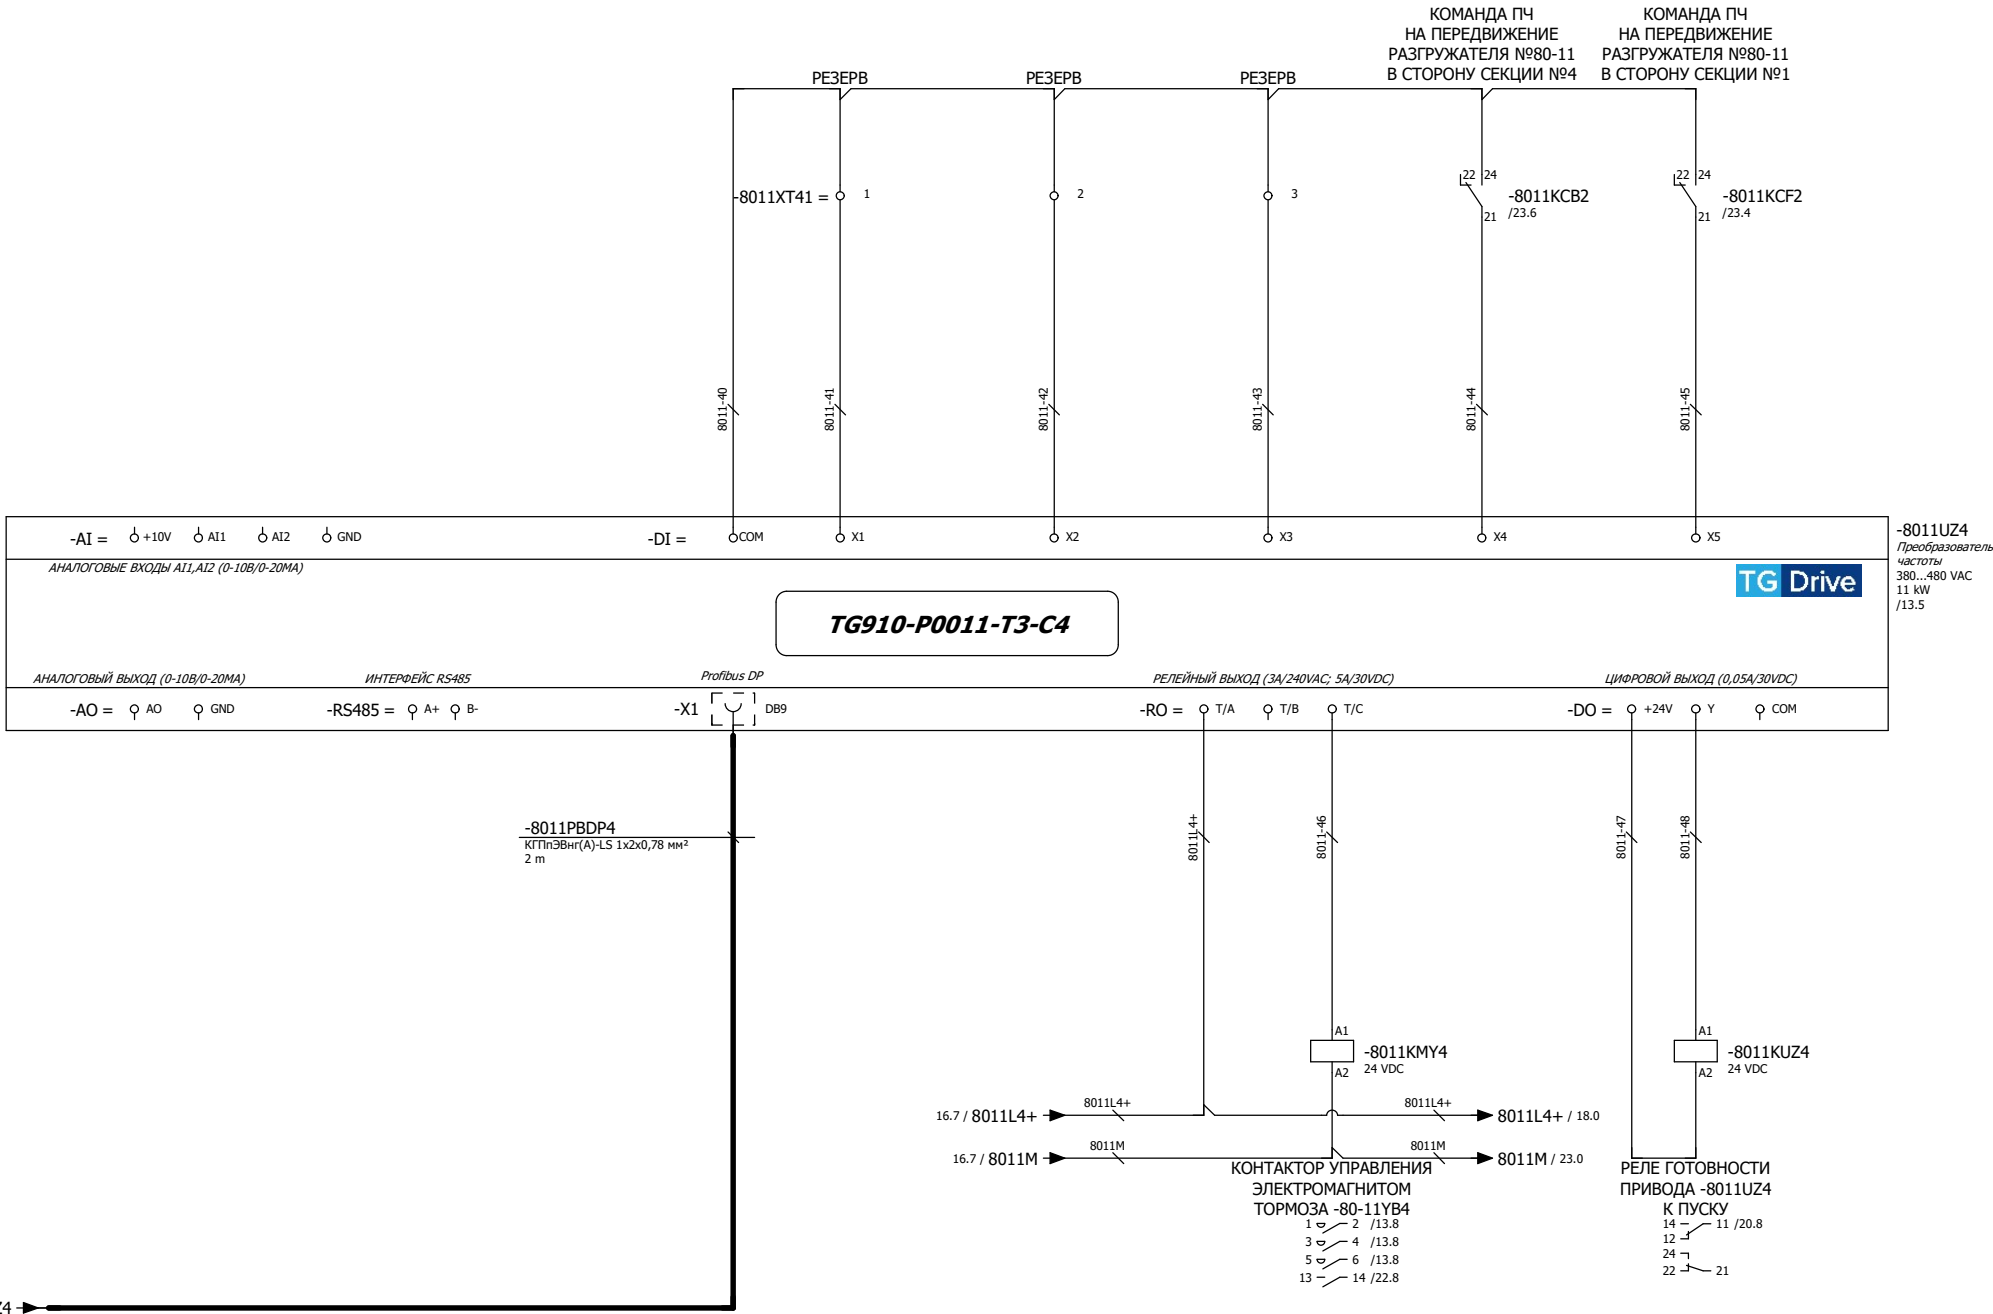 КОМАНДА ПЧ
НА ПЕРЕДВИЖЕНИЕ
РАЗГРУЖАТЕЛЯ №80-11
В СТОРОНУ СЕКЦИИ №4
КОМАНДА ПЧ
НА ПЕРЕДВИЖЕНИЕ
РАЗГРУЖАТЕЛЯ №80-11
В СТОРОНУ СЕКЦИИ №1
РЕЗЕРВ
РЕЗЕРВ
РЕЗЕРВ
-8011XT41 =
1
2
3
22 24
21
-8011KCB2
/23.6
22 24
21
-8011KCF2
/23.4
8011-40
8011-41
8011-42
8011-43
8011-44
8011-45
-AI = +10V AI1 AI2 GND
-DI = COM X1 X2 X3 X4 X5
АНАЛОГОВЫЕ ВХОДЫ AI1,AI2 (0-10В/0-20МА)
-8011UZ4
Преобразователь
частоты
380...480 VAC
11 kW
/13.5
TG Drive
TG910-P0011-T3-C4
АНАЛОГОВЫЙ ВЫХОД (0-10В/0-20МА)
ИНТЕРФЕЙС RS485
Profibus DP
РЕЛЕЙНЫЙ ВЫХОД (3А/240VAC; 5А/30VDC)
ЦИФРОВОЙ ВЫХОД (0,05А/30VDC)
-AO = AO GND
-RS485 = A+ B-
-X1 DB9
-RO = T/A T/B T/C
-DO = +24V Y COM
-8011PBDP4
КГПпЭВнг(А)-LS 1x2x0,78 мм²
2 m
8011L4+
8011-46
8011-47
8011-48
A1
-8011KMY4
24 VDC
A2
A1
-8011KUZ4
24 VDC
A2
16.7 / 8011L4+
8011L4+
8011L4+
8011L4+ / 18.0
16.7 / 8011M
8011M
8011M
8011M / 23.0
КОНТАКТОР УПРАВЛЕНИЯ
ЭЛЕКТРОМАГНИТОМ
ТОРМОЗА -80-11YB4
1 2 /13.8
3 4 /13.8
5 6 /13.8
13 14 /22.8
РЕЛЕ ГОТОВНОСТИ
ПРИВОДА -8011UZ4
К ПУСКУ
14 11 /20.8
12
24
22 21